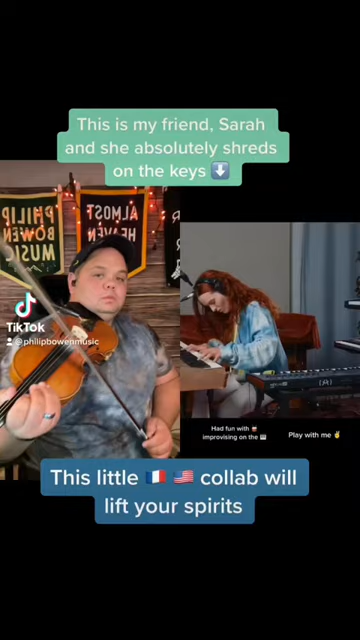 This is my friend, Sarah
and she absolutely shreds
on the keys ⬇️
PHILIP
BOWEN
MUSIC
ALMOST
HEAVEN
TikTok
@philipbowenmusic
Had fun with 🥁
improvising on the 🎹
Play with me ✌️
This little 🇫🇷 🇺🇸 collab will
lift your spirits